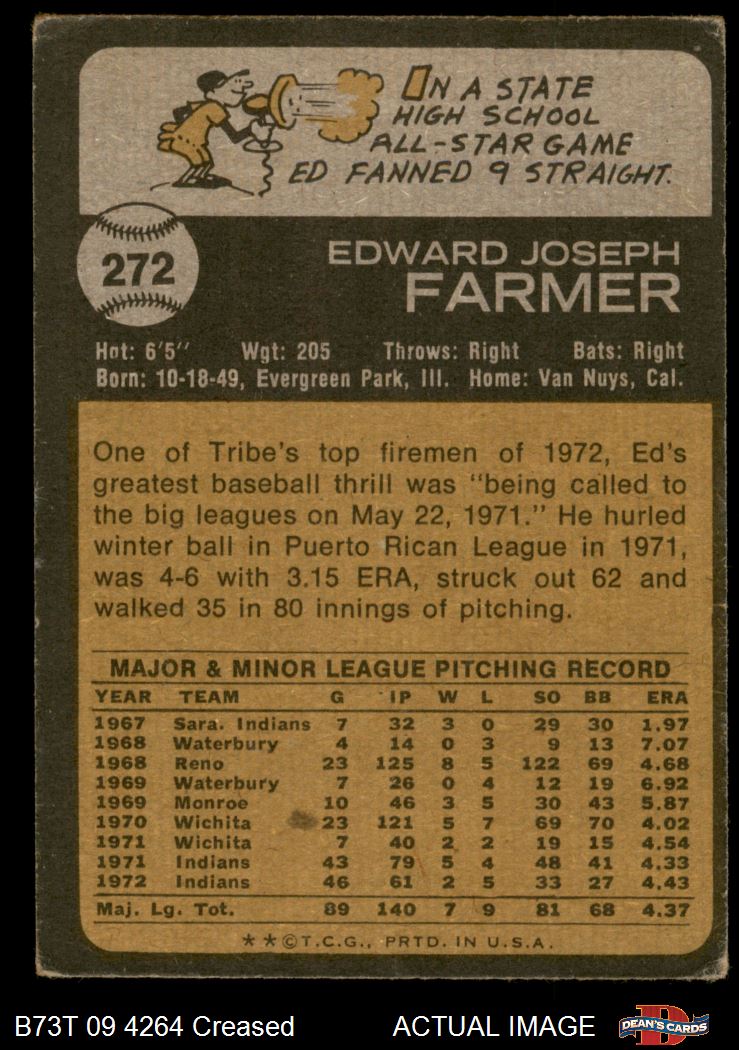 IN A STATE
HIGH SCHOOL
ALL-STAR GAME
ED FANNED 9 STRAIGHT.
272
EDWARD JOSEPH
FARMER
Hgt: 6'5" Wgt: 205 Throws: Right Bats: Right
Born: 10-18-49, Evergreen Park, Ill. Home: Van Nuys, Cal.
One of Tribe's top firemen of 1972, Ed's
greatest baseball thrill was "being called to
the big leagues on May 22, 1971." He hurled
winter ball in Puerto Rican League in 1971,
was 4-6 with 3.15 ERA, struck out 62 and
walked 35 in 80 innings of pitching.
MAJOR & MINOR LEAGUE PITCHING RECORD
YEAR TEAM G IP W L SO BB ERA
1967 Sara. Indians 7 32 3 0 29 30 1.97
1968 Waterbury 4 14 0 3 9 13 7.07
1968 Reno 23 125 8 5 122 69 4.68
1969 Waterbury 7 26 0 4 12 19 6.92
1969 Monroe 10 46 3 5 30 43 5.87
1970 Wichita 23 121 5 7 69 70 4.02
1971 Wichita 7 40 2 2 19 15 4.54
1971 Indians 43 79 5 4 48 41 4.33
1972 Indians 46 61 2 5 33 27 4.43
Maj. Lg. Tot. 89 140 7 9 81 68 4.37
**©T.C.G., PRTD. IN U.S.A.
B73T 09 4264 Creased ACTUAL IMAGE D DEAN'S CARDS